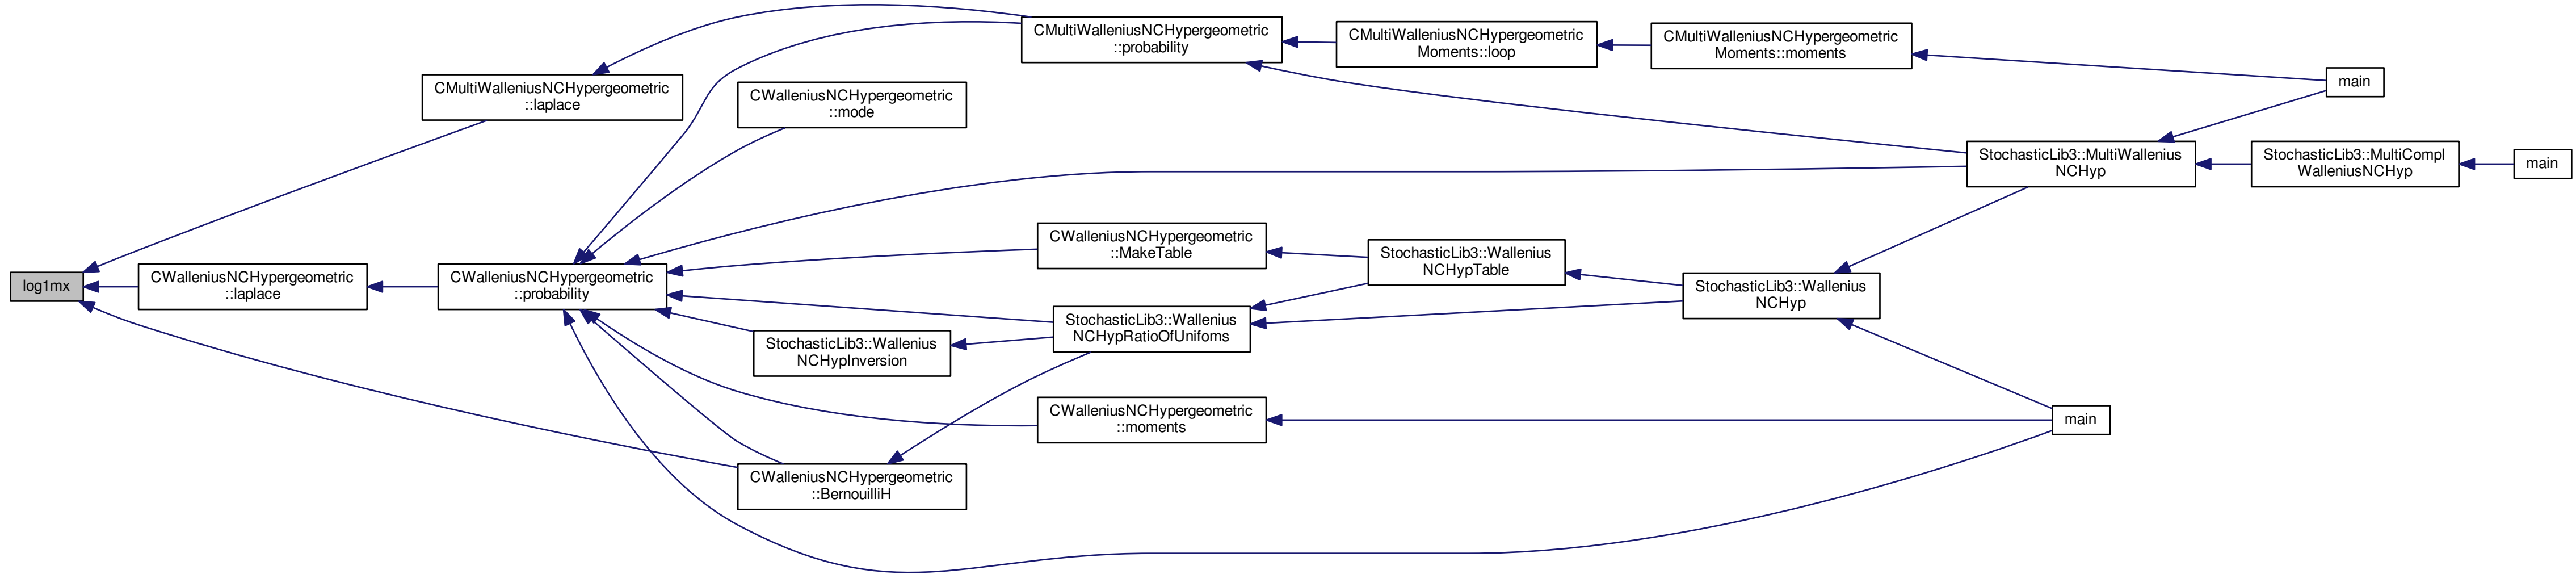 log1mx
CMultiWalleniusNCHypergeometric
::laplace
CWalleniusNCHypergeometric
::laplace
CWalleniusNCHypergeometric
::probability
CMultiWalleniusNCHypergeometric
::probability
CWalleniusNCHypergeometric
::mode
CWalleniusNCHypergeometric
::MakeTable
StochasticLib3::Wallenius
NCHypRatioOfUnifoms
StochasticLib3::Wallenius
NCHypInversion
CWalleniusNCHypergeometric
::moments
CWalleniusNCHypergeometric
::BernouilliH
CMultiWalleniusNCHypergeometric
Moments::loop
CMultiWalleniusNCHypergeometric
Moments::moments
main
StochasticLib3::MultiWallenius
NCHyp
StochasticLib3::MultiCompl
WalleniusNCHyp
main
StochasticLib3::Wallenius
NCHypTable
StochasticLib3::Wallenius
NCHyp
main